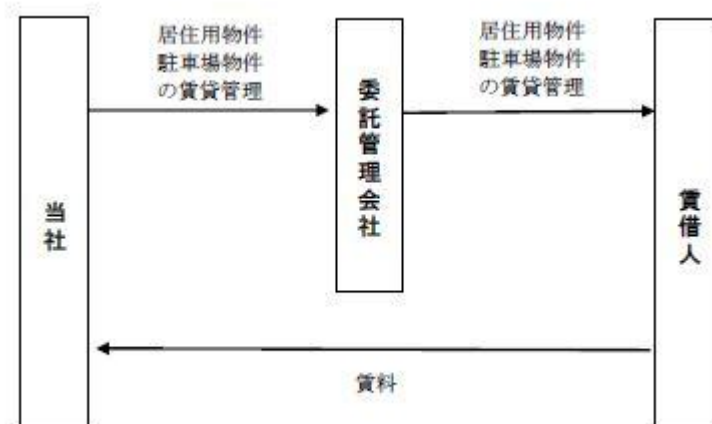 居住用物件
駐車場物件
の賃貸管理
居住用物件
駐車場物件
の賃貸管理
当社
委託管理会社
賃借人
賃料